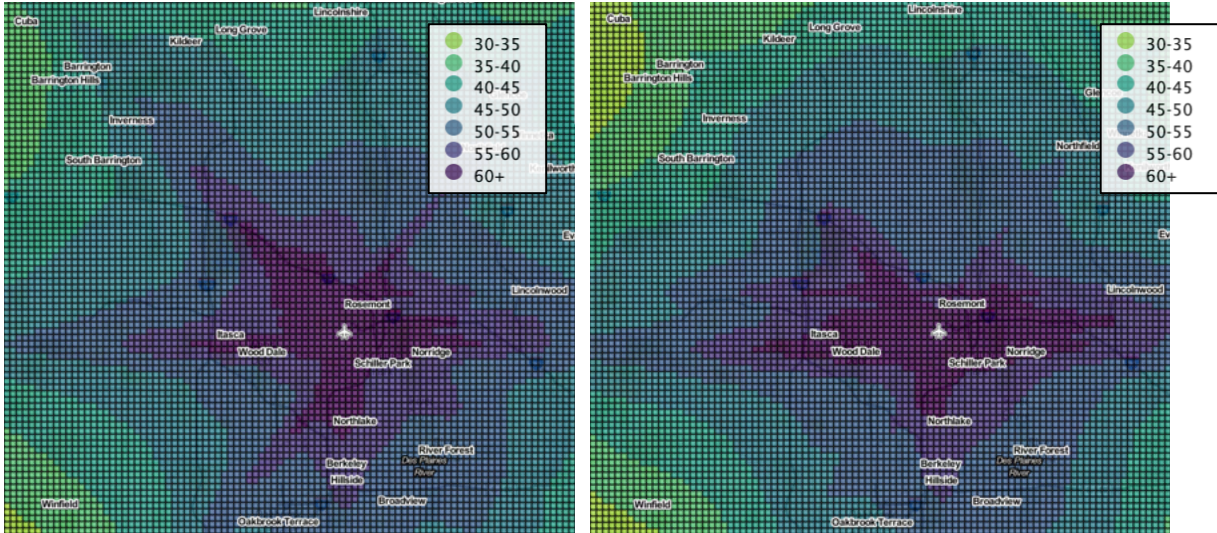 Cuba
Lincolnshire
Long Grove
Kildeer
Barrington
Barrington Hills
Inverness
South Barrington
Rosemont
Lincolnwood
Itasca
Wood Dale
Norridge
Schiller Park
Northlake
River Forest
Des Plaines
River
Berkeley
Hillside
Broadview
Winfield
Oakbrook Terrace
Kenilworth
Ev
30-35
35-40
40-45
45-50
50-55
55-60
60+
Cuba
Lincolnshire
Long Grove
Kildeer
Barrington
Barrington Hills
Inverness
South Barrington
Northfield
Ev
Rosemont
Lincolnwood
Itasca
Wood Dale
Norridge
Schiller Park
Northlake
River Forest
Des Plaines
River
Berkeley
Hillside
Broadview
Winfield
Oakbrook Terrace
30-35
35-40
40-45
45-50
50-55
55-60
60+